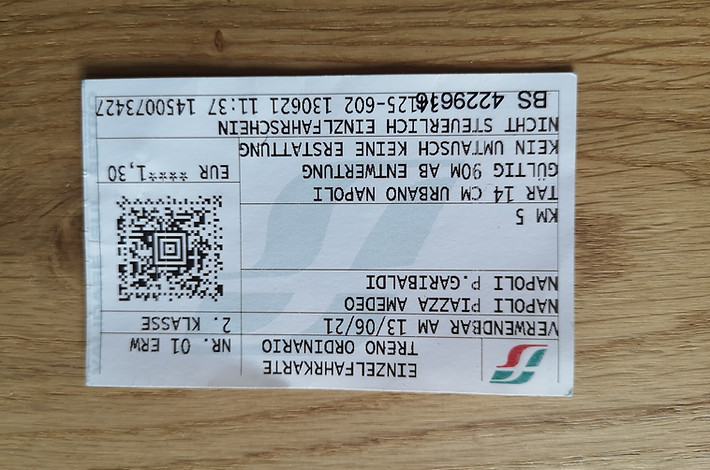 EINZELFAHRKARTE
TRENO ORDINARIO NR. 01 ERW
VERWENDBAR AM 13/06/21 2. KLASSE
NAPOLI PIAZZA AMEDEO
NAPOLI P.GARIBALDI
KM 5
TAR 14 CM URBANO NAPOLI
GÜLTIG 90M AB ENTWERTUNG EUR ****1,30
KEIN UMTAUSCH KEINE ERSTATTUNG
NICHT STEUERLICH EINZLFAHRSCHEIN
BS 130621 11:37 1450073427